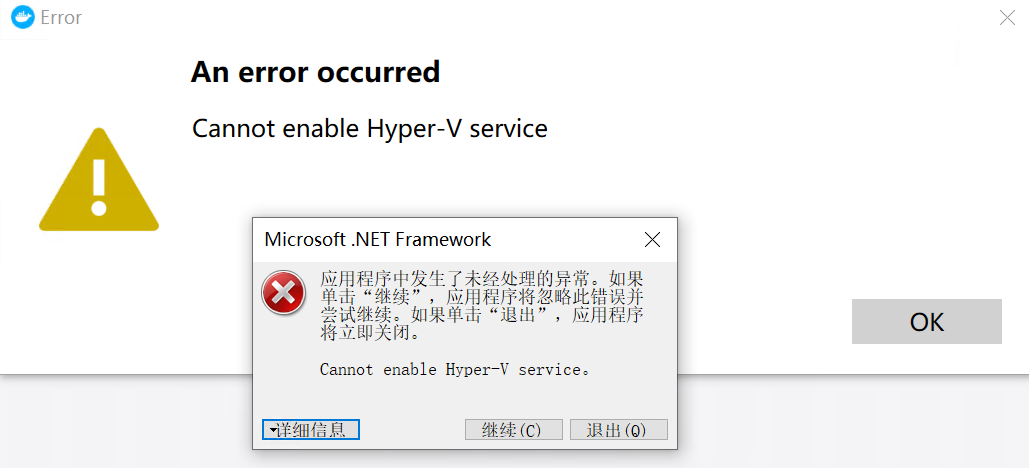 Error
An error occurred
Cannot enable Hyper-V service
Microsoft .NET Framework
应用程序中发生了未经处理的异常。如果
单击“继续”，应用程序将忽略此错误并
尝试继续。如果单击“退出”，应用程序
将立即关闭。
Cannot enable Hyper-V service。
详细信息
继续(C)
退出(Q)
OK